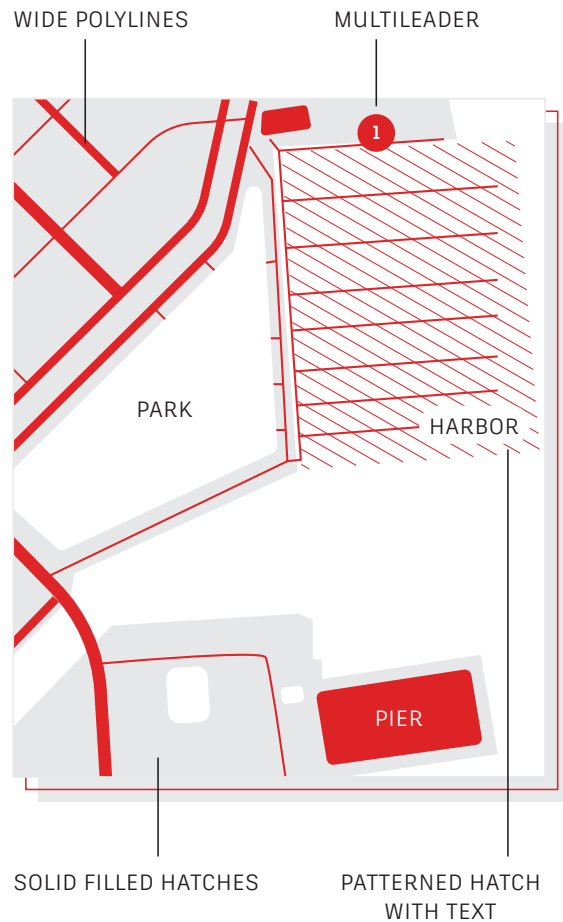 WIDE POLYLINES
MULTILEADER
1
PARK
HARBOR
PIER
SOLID FILLED HATCHES
PATTERNED HATCH
WITH TEXT